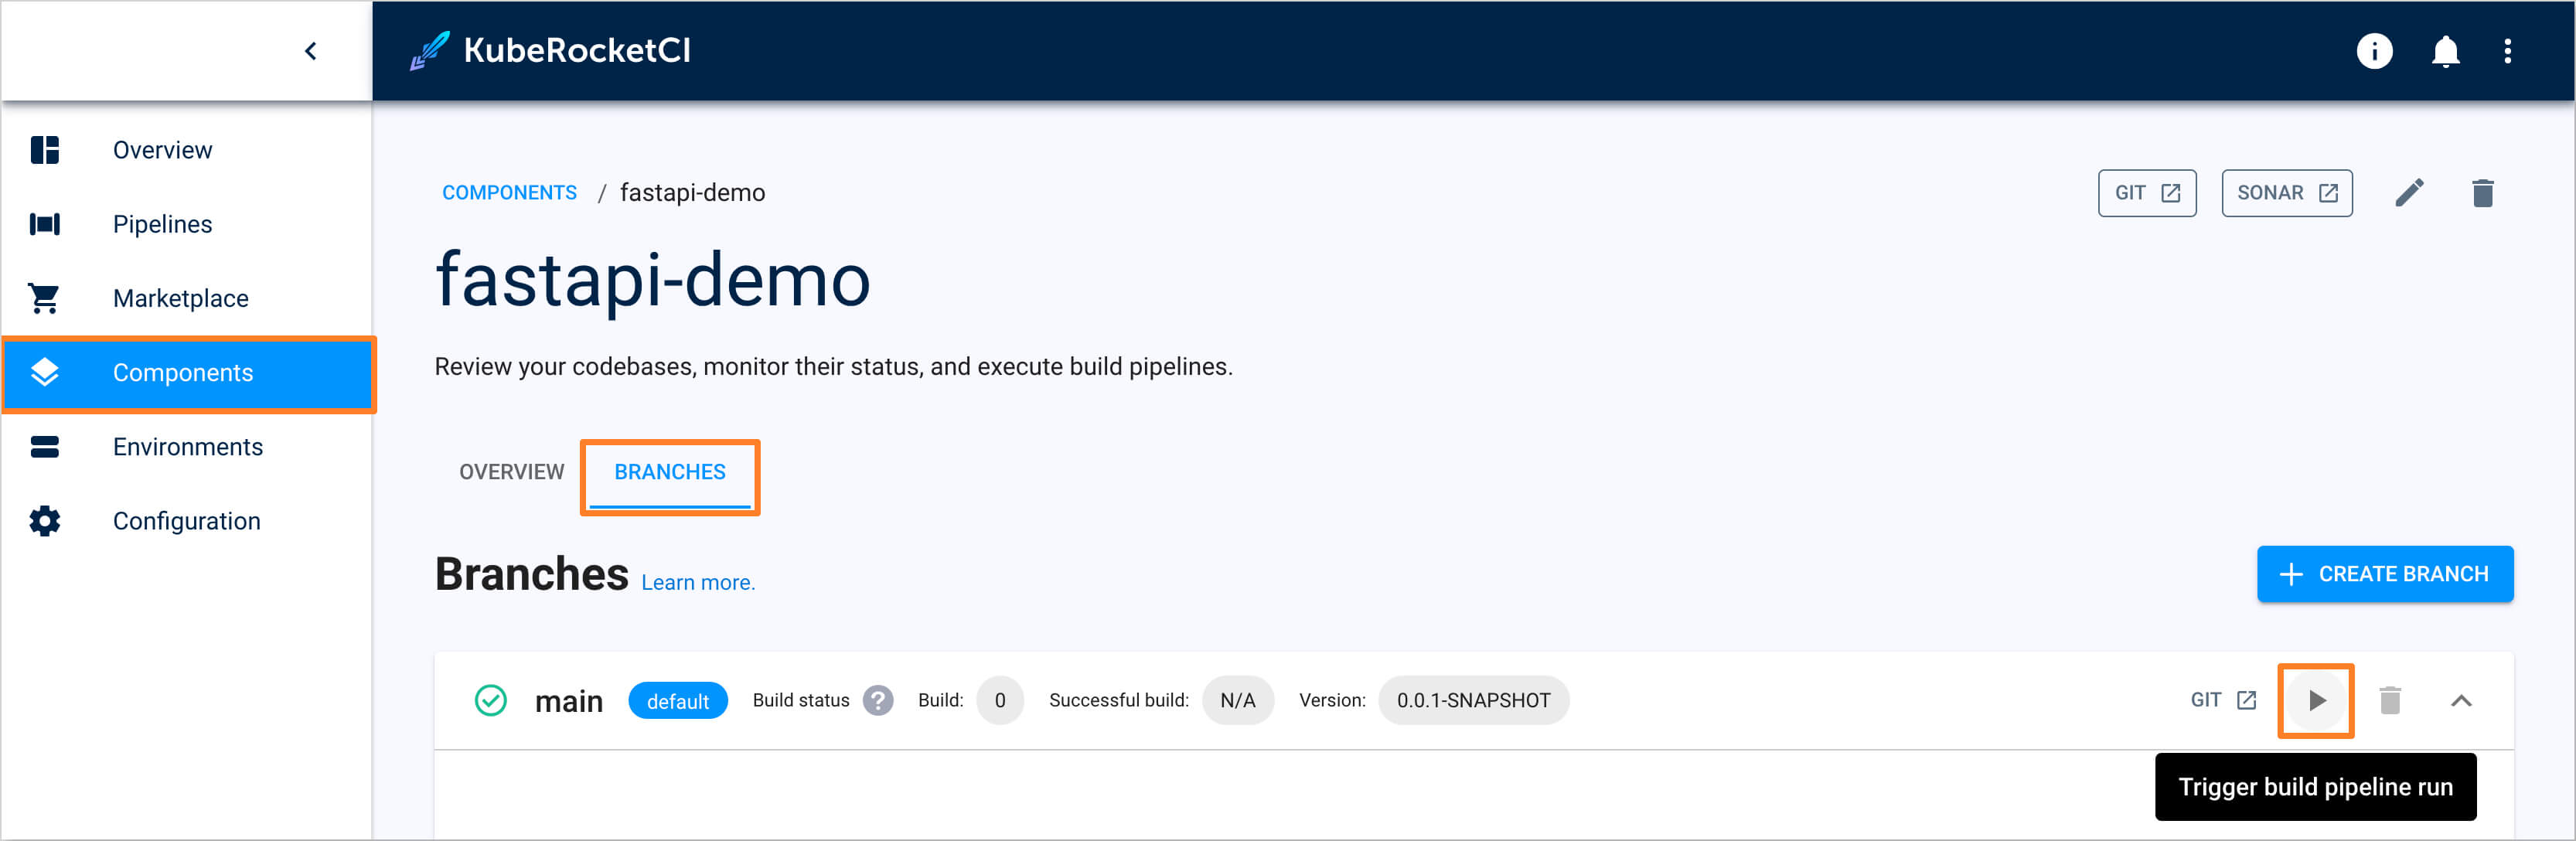 KubeRocketCI
Overview
Pipelines
Marketplace
Components
Environments
Configuration
COMPONENTS / fastapi-demo
GIT
SONAR
fastapi-demo
Review your codebases, monitor their status, and execute build pipelines.
OVERVIEW
BRANCHES
Branches Learn more.
+ CREATE BRANCH
main default Build status ? Build: 0 Successful build: N/A Version: 0.0.1-SNAPSHOT GIT
Trigger build pipeline run